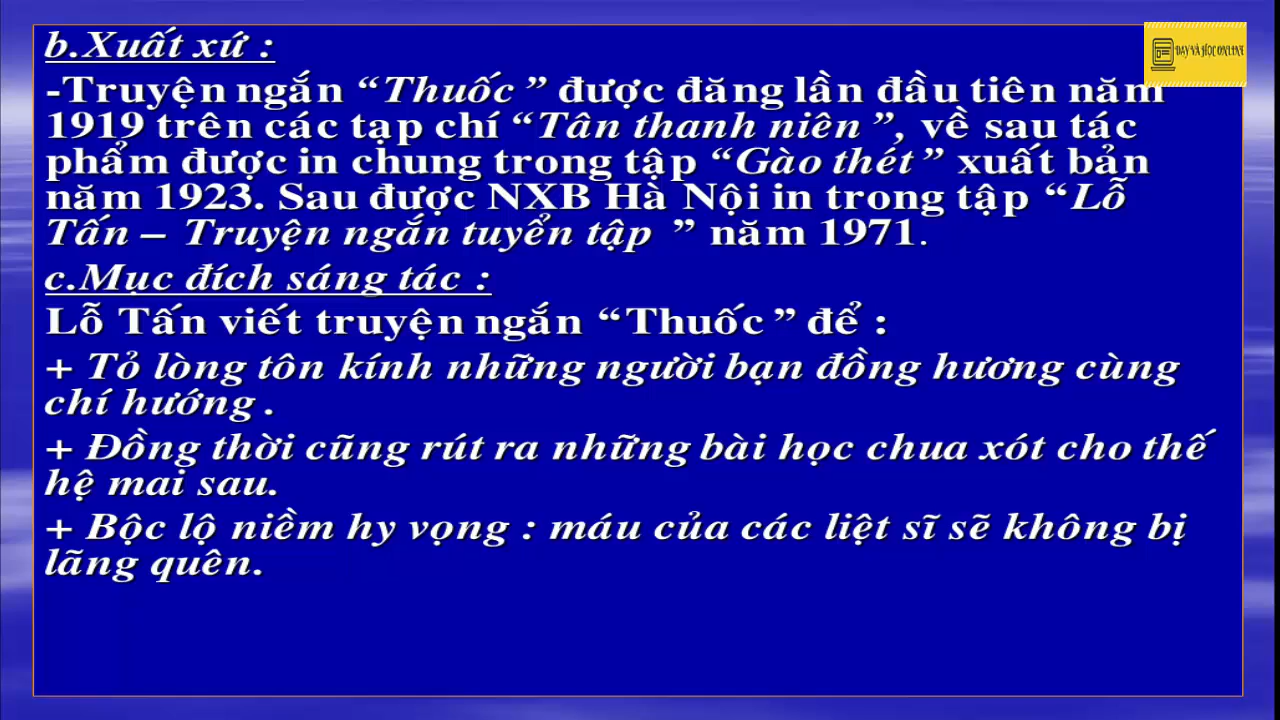 b.Xuất xứ :
DẠY VÀ HỌC ONLINE
-Truyện ngắn “Thuốc ” được đăng lần đầu tiên năm
1919 trên các tạp chí “Tân thanh niên ”, về sau tác
phẩm được in chung trong tập “Gào thét ” xuất bản
năm 1923. Sau được NXB Hà Nội in trong tập “Lỗ
Tấn – Truyện ngắn tuyển tập ” năm 1971.
c.Mục đích sáng tác :
Lỗ Tấn viết truyện ngắn “Thuốc ” để :
+ Tỏ lòng tôn kính những người bạn đồng hương cùng
chí hướng .
+ Đồng thời cũng rút ra những bài học chua xót cho thế
hệ mai sau.
+ Bộc lộ niềm hy vọng : máu của các liệt sĩ sẽ không bị
lãng quên.